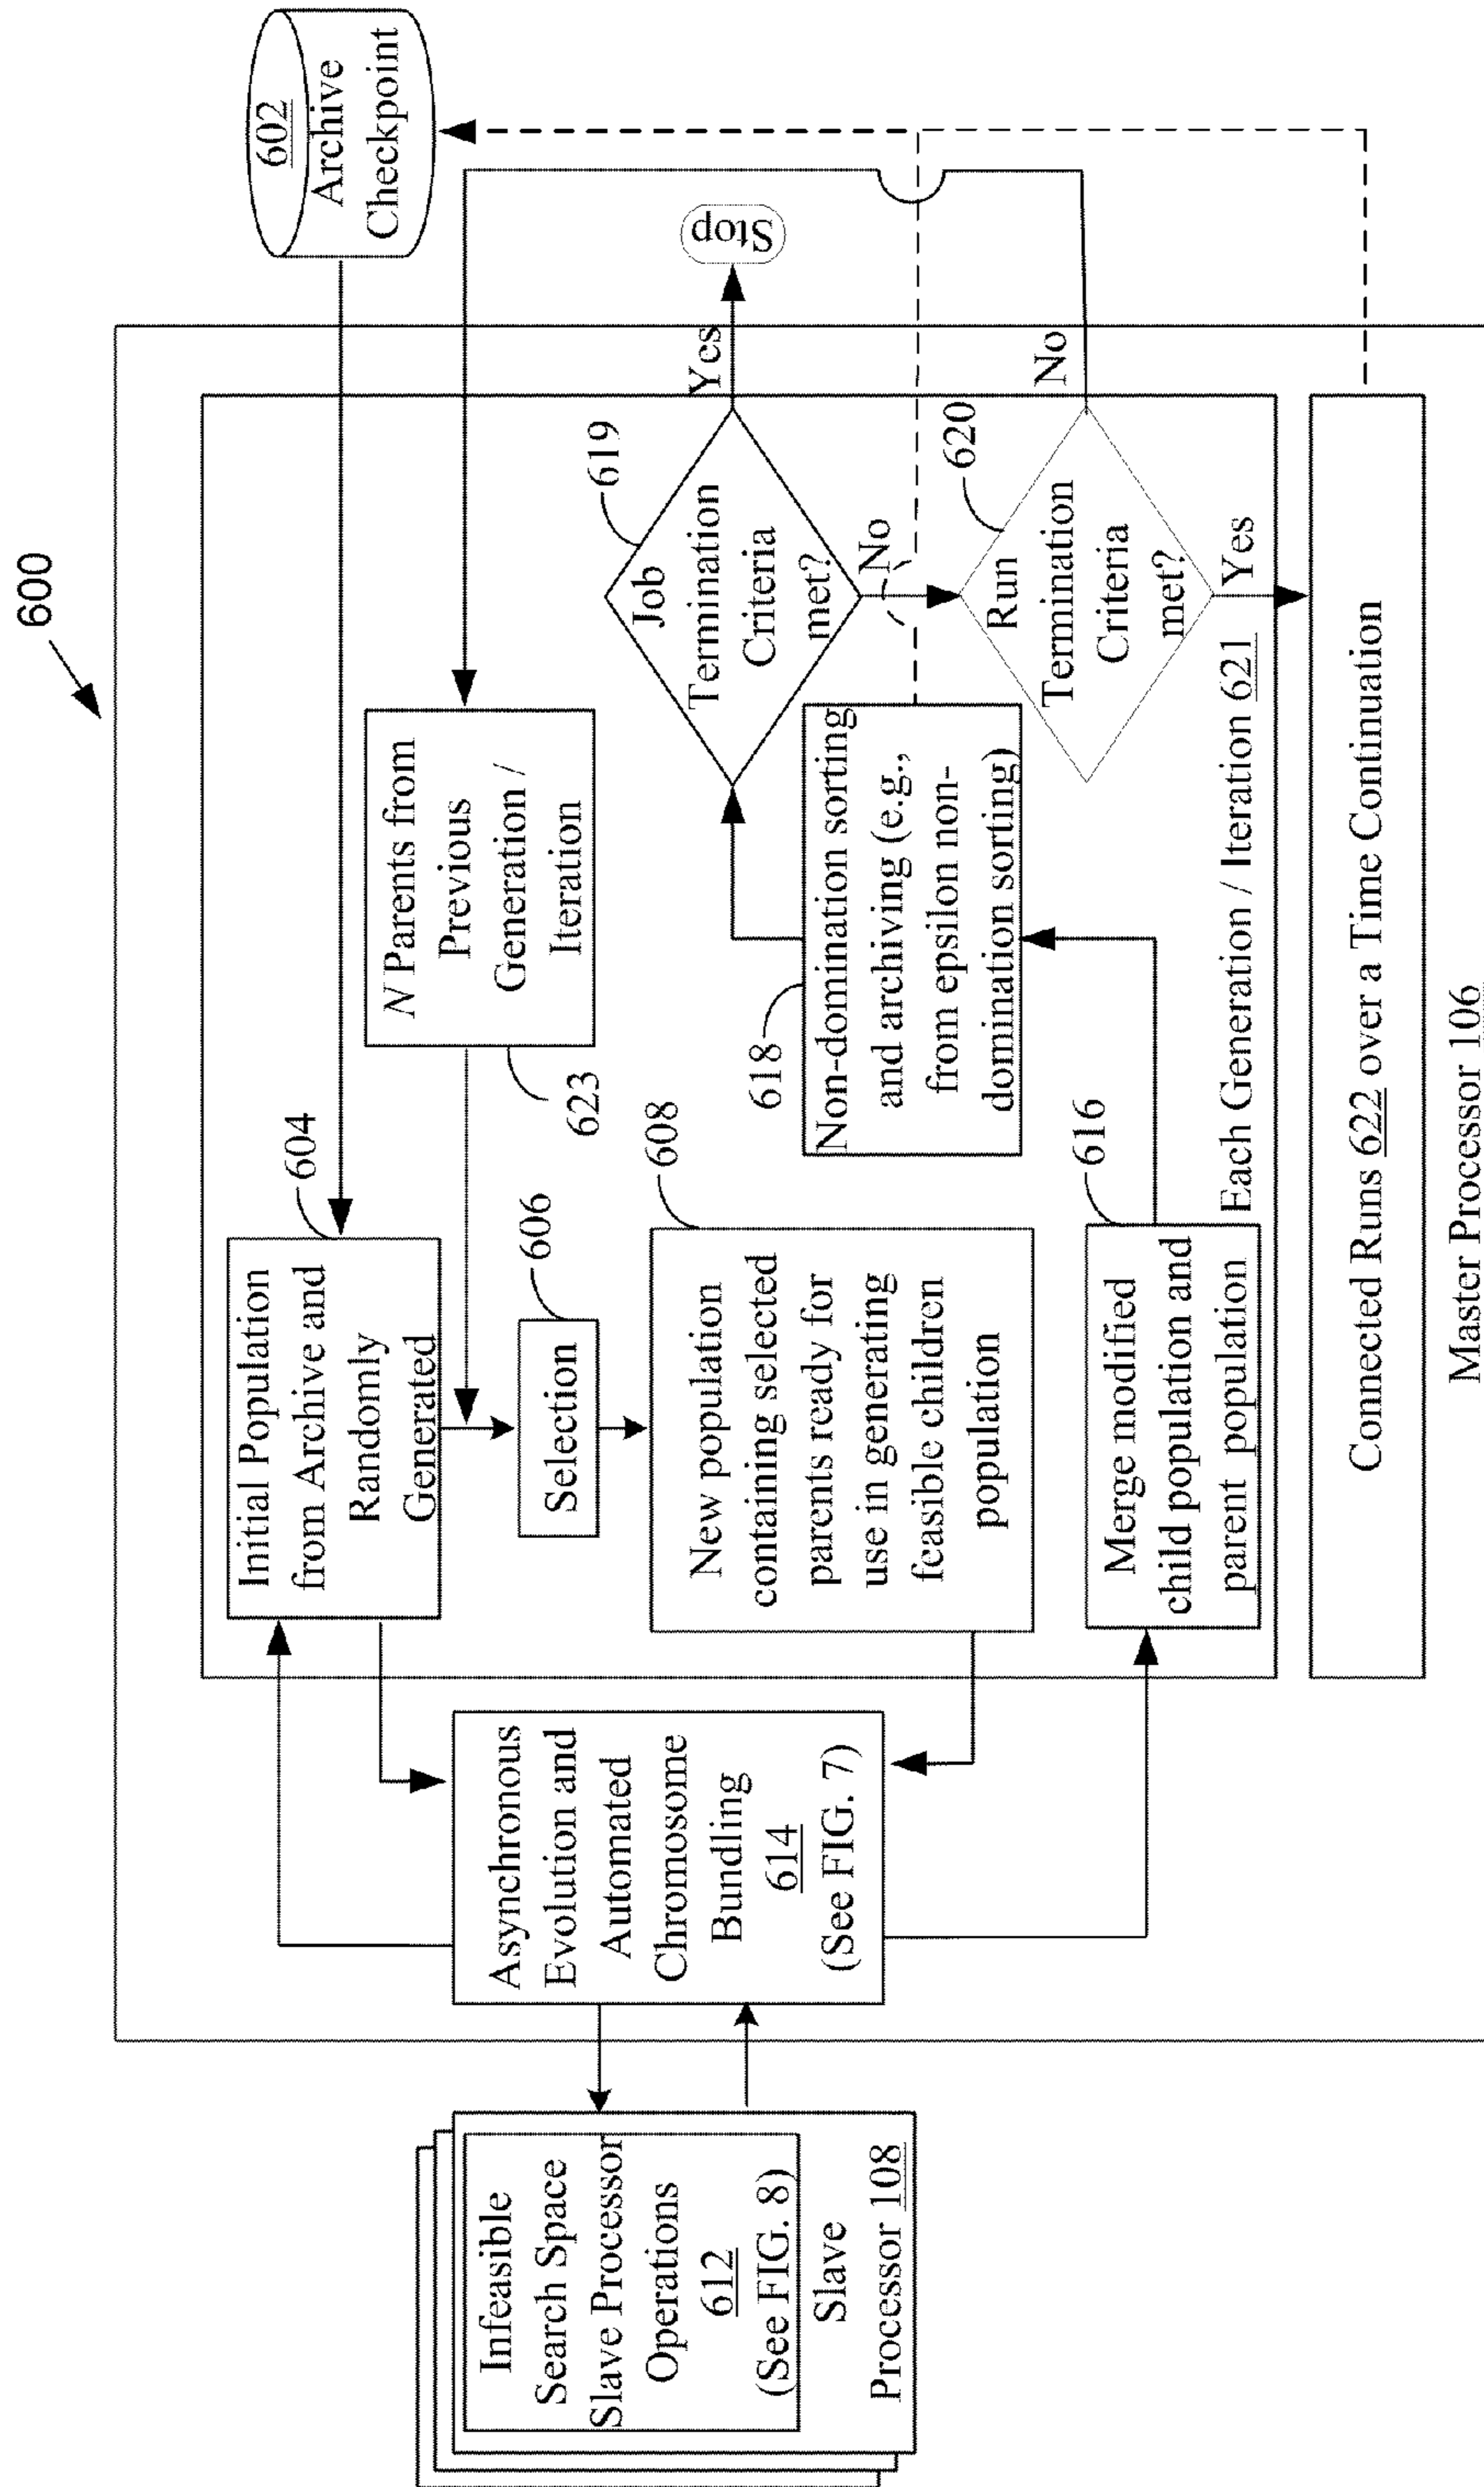 600
602
Archive
Checkpoint
604
Initial Population
from Archive and
Randomly
Generated
N Parents from
Previous
Generation /
Iteration
623
606
Selection
608
New population
containing selected
parents ready for
use in generating
feasible children
population
Asynchronous
Evolution and
Automated
Chromosome
Bundling
614
(See FIG. 7)
Infeasible
Search Space
Slave Processor
Operations
612
(See FIG. 8)
Slave
Processor 108
616
Merge modified
child population and
parent population
618
Non-domination sorting
and archiving (e.g.,
from epsilon non-
domination sorting)
619
Job
Termination
Criteria
met?
Yes
Stop
No
620
Run
Termination
Criteria
met?
No
Yes
Each Generation / Iteration 621
Connected Runs 622 over a Time Continuation
Master Processor 106